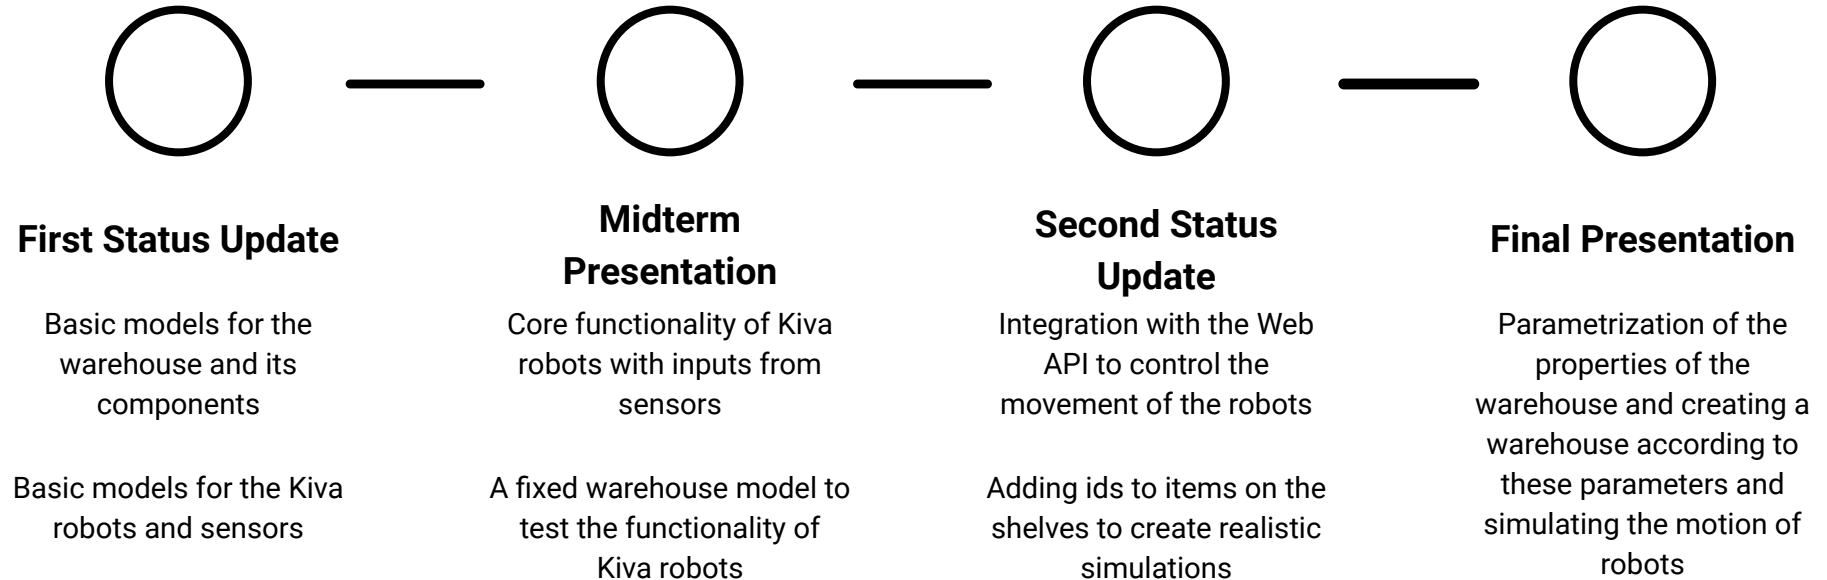 First Status Update
Basic models for the
warehouse and its
components
Basic models for the Kiva
robots and sensors
Midterm
Presentation
Core functionality of Kiva
robots with inputs from
sensors
A fixed warehouse model to
test the functionality of
Kiva robots
Second Status
Update
Integration with the Web
API to control the
movement of the robots
Adding ids to items on the
shelves to create realistic
simulations
Final Presentation
Parametrization of the
properties of the
warehouse and creating a
warehouse according to
these parameters and
simulating the motion of
robots